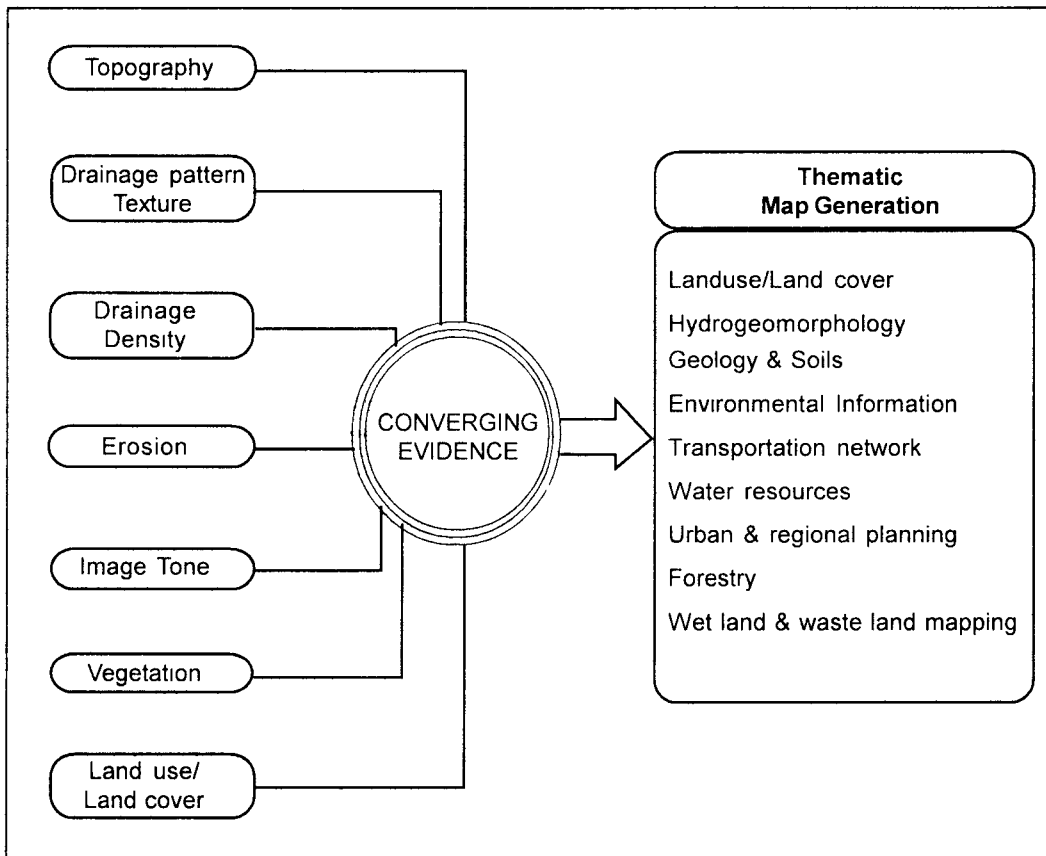 Topography
Drainage pattern
Texture
Drainage
Density
Erosion
Image Tone
Vegetation
Land use/
Land cover
CONVERGING
EVIDENCE
Thematic
Map Generation
Landuse/Land cover
Hydrogeomorphology
Geology & Soils
Environmental Information
Transportation network
Water resources
Urban & regional planning
Forestry
Wet land & waste land mapping